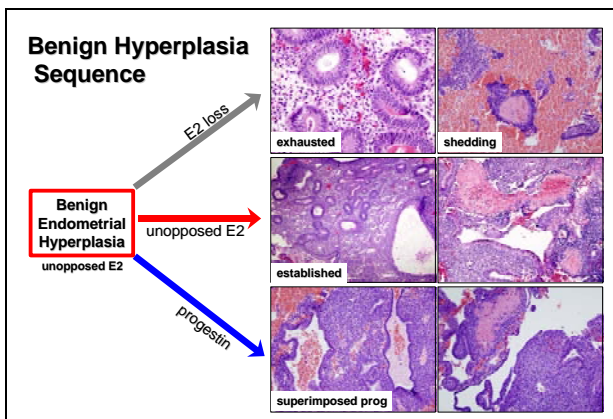 Benign Hyperplasia
Sequence
E2 loss
exhausted
shedding
Benign
Endometrial
Hyperplasia
unopposed E2
unopposed E2
established
progestin
superimposed prog